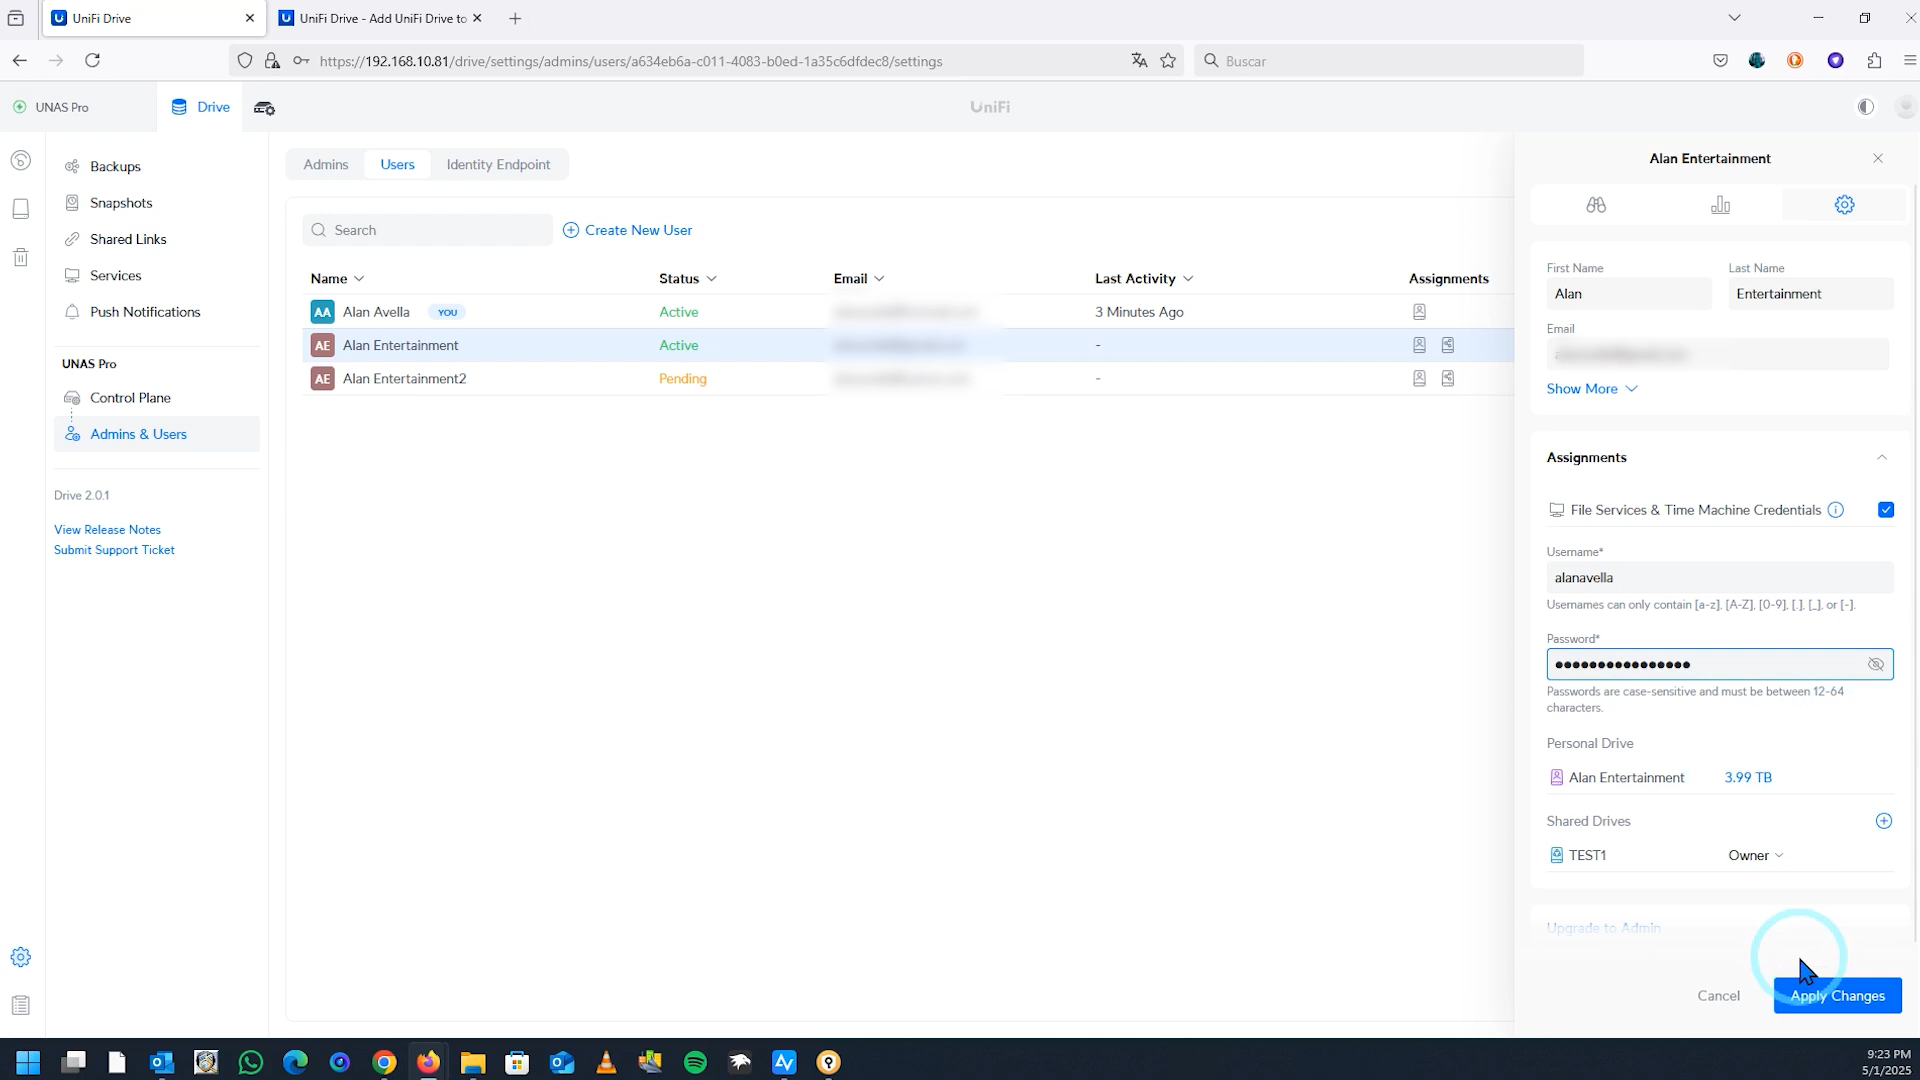 UniFi Drive
UniFi Drive - Add UniFi Drive to
https://192.168.10.81/drive/settings/admins/users/a634eb6a-c011-4083-b0ed-1a35c6dfdec8/settings
Buscar
UNAS Pro
Drive
UniFi
Backups
Snapshots
Shared Links
Services
Push Notifications
UNAS Pro
Control Plane
Admins & Users
Drive 2.0.1
View Release Notes
Submit Support Ticket
Admins Users Identity Endpoint
Search
Create New User
Name Status Email Last Activity Assignments
AA Alan Avella YOU Active 3 Minutes Ago
AE Alan Entertainment Active -
AE Alan Entertainment2 Pending -
Alan Entertainment
First Name Last Name
Alan Entertainment
Email
Show More
Assignments
File Services & Time Machine Credentials
Username*
alanavella
Usernames can only contain [a-z], [A-Z], [0-9], [.], [_], or [-].
Password*
••••••••••••••••
Passwords are case-sensitive and must be between 12-64
characters.
Personal Drive
Alan Entertainment 3.99 TB
Shared Drives
TEST1 Owner
Upgrade to Admin
Cancel Apply Changes
9:23 PM
5/1/2025